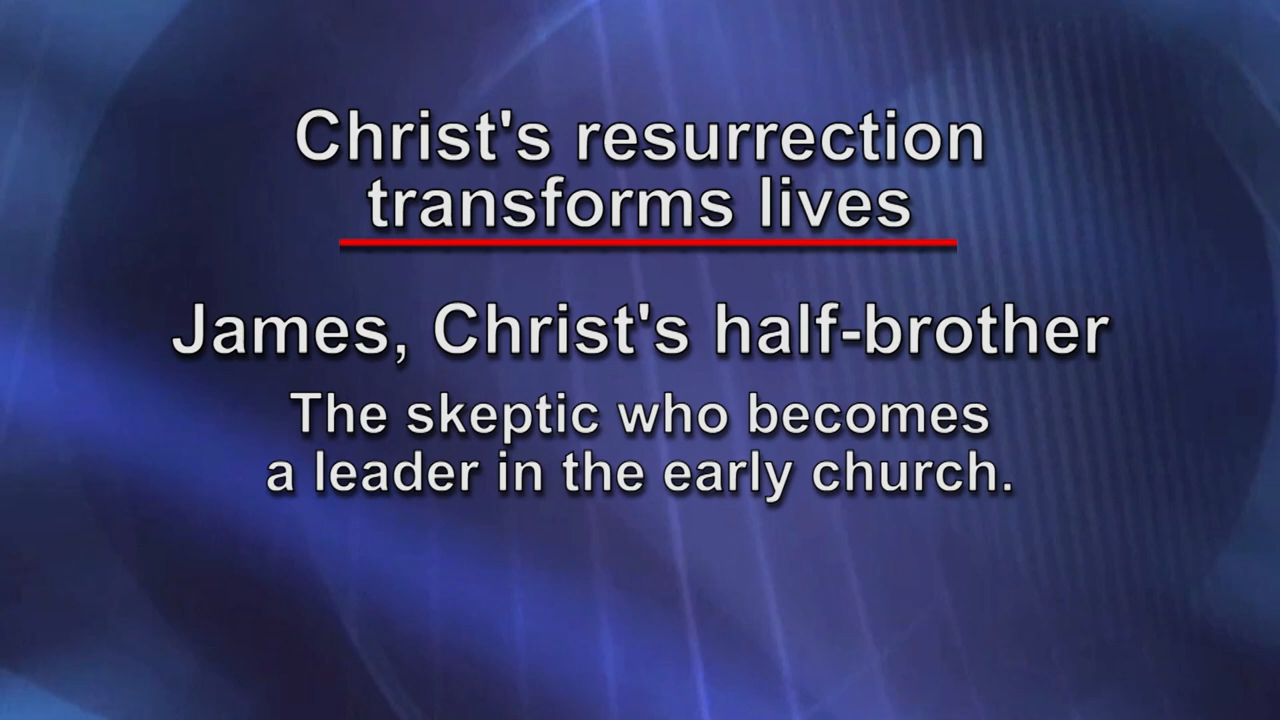 Christ's resurrection
transforms lives
James, Christ's half-brother
The skeptic who becomes
a leader in the early church.